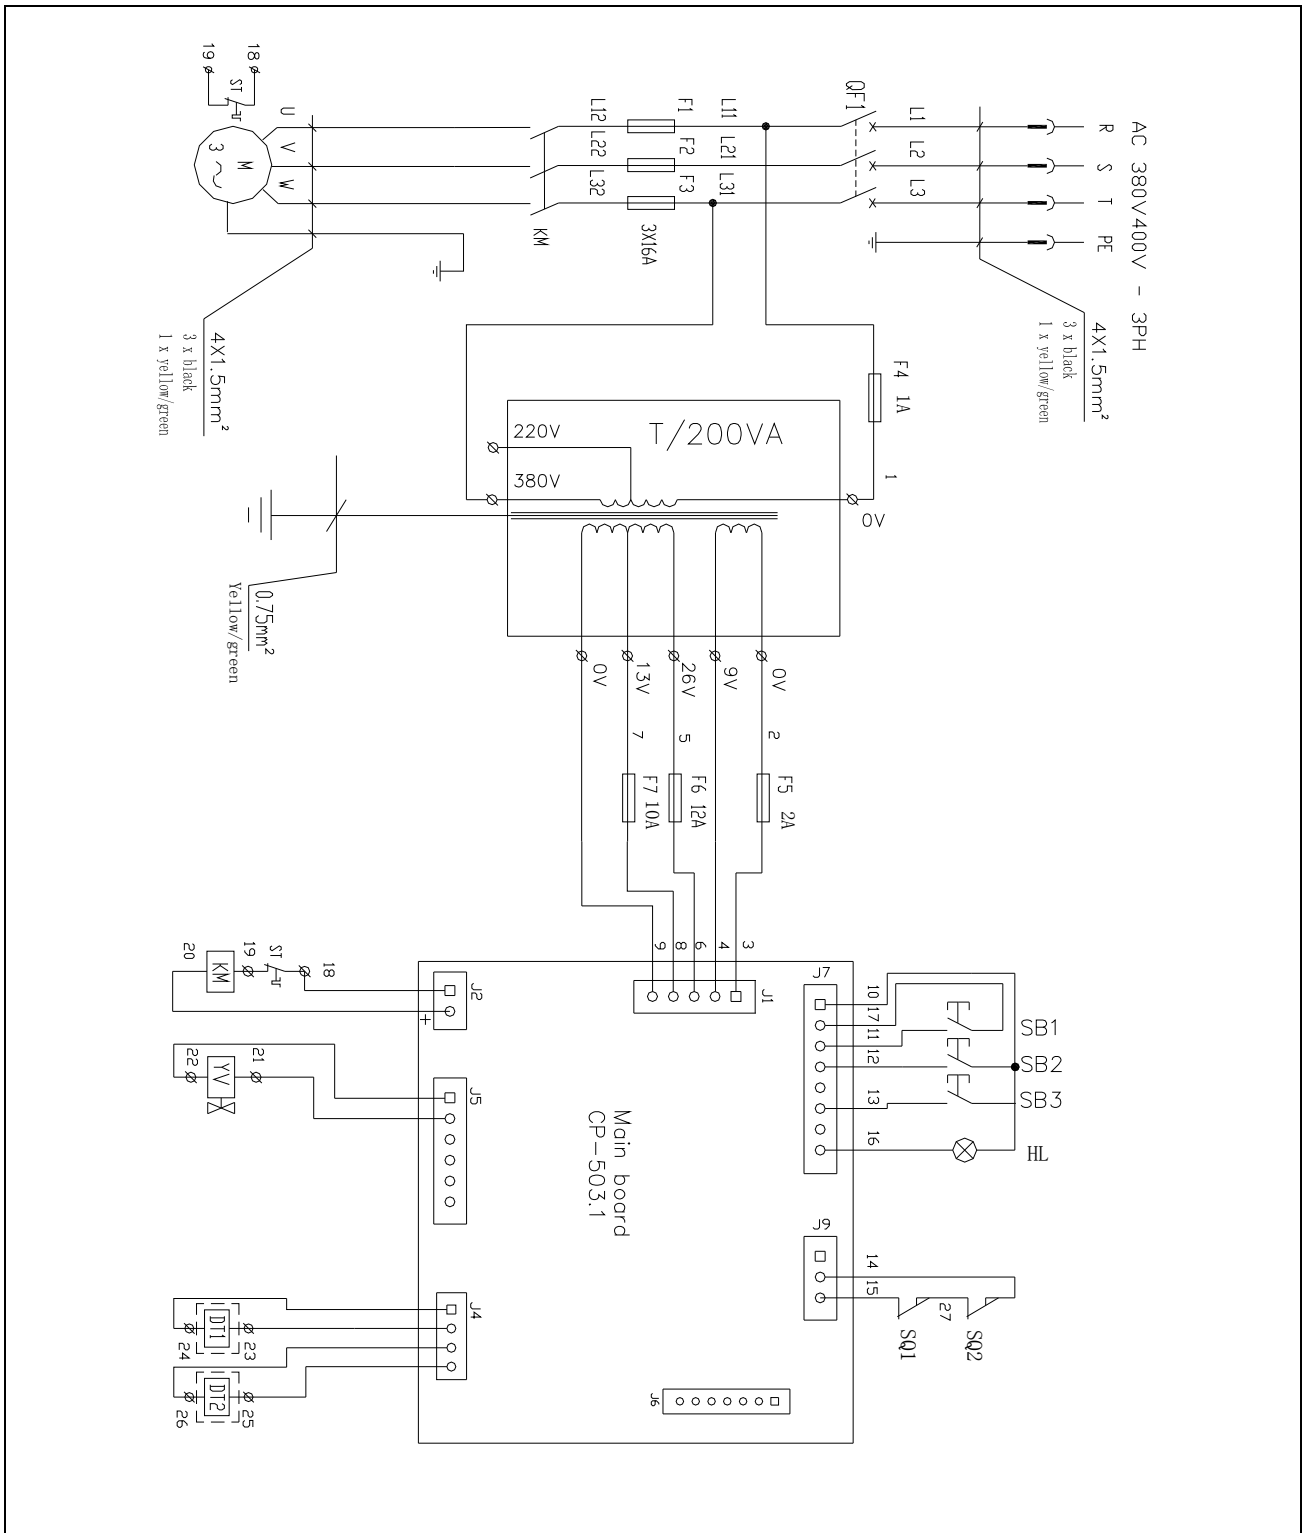 AC 380V400V - 3PH
R
S
T
PE
L1
L2
L3
4X1.5mm²
3 x black
1 x yellow/green
QF1
L11
L21
L31
F1
F2
F3
3X16A
L12
L22
L32
KM
U
V
W
M
3
ST
18
19
4X1.5mm²
3 x black
1 x yellow/green
F4 1A
1
T/200VA
220V
380V
0V
0.75mm²
Yellow/green
0V
13V
26V
9V
0V
7
5
2
F7 10A
F6 12A
F5 2A
9
8
6
4
3
J1
J7
10
17
11
12
13
16
SB1
SB2
SB3
HL
J9
14
15
27
SQ1
SQ2
J6
Main board
CP-503.1
J2
+
18
ST
19
KM
20
J5
21
YV
22
J4
23
DT1
24
25
DT2
26